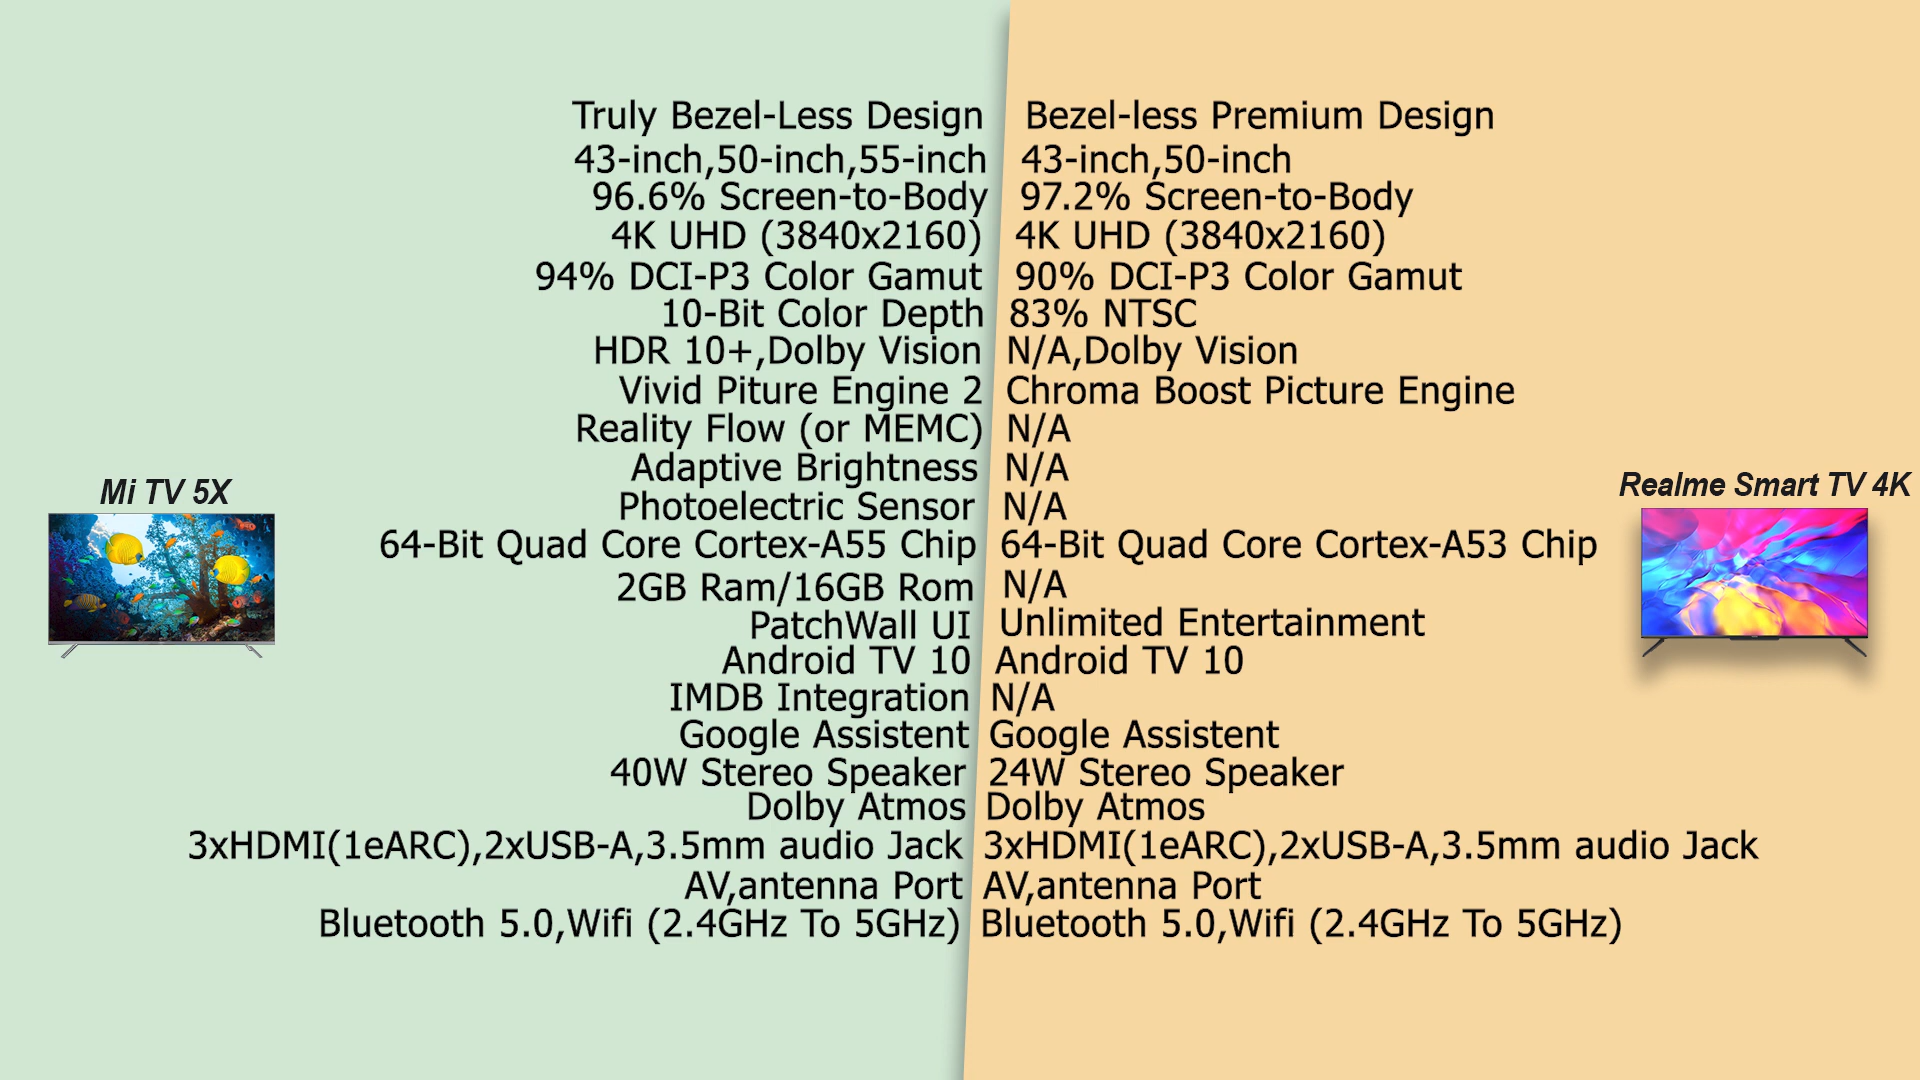 Truly Bezel-Less Design
43-inch,50-inch,55-inch
96.6% Screen-to-Body
4K UHD (3840x2160)
94% DCI-P3 Color Gamut
10-Bit Color Depth
HDR 10+,Dolby Vision
Vivid Piture Engine 2
Reality Flow (or MEMC)
Adaptive Brightness
Photoelectric Sensor
64-Bit Quad Core Cortex-A55 Chip
2GB Ram/16GB Rom
PatchWall UI
Android TV 10
IMDB Integration
Google Assistent
40W Stereo Speaker
Dolby Atmos
3xHDMI(1eARC),2xUSB-A,3.5mm audio Jack
AV,antenna Port
Bluetooth 5.0,Wifi (2.4GHz To 5GHz)
Mi TV 5X
Bezel-less Premium Design
43-inch,50-inch
97.2% Screen-to-Body
4K UHD (3840x2160)
90% DCI-P3 Color Gamut
83% NTSC
N/A,Dolby Vision
Chroma Boost Picture Engine
N/A
N/A
N/A
64-Bit Quad Core Cortex-A53 Chip
N/A
Unlimited Entertainment
Android TV 10
N/A
Google Assistent
24W Stereo Speaker
Dolby Atmos
3xHDMI(1eARC),2xUSB-A,3.5mm audio Jack
AV,antenna Port
Bluetooth 5.0,Wifi (2.4GHz To 5GHz)
Realme Smart TV 4K